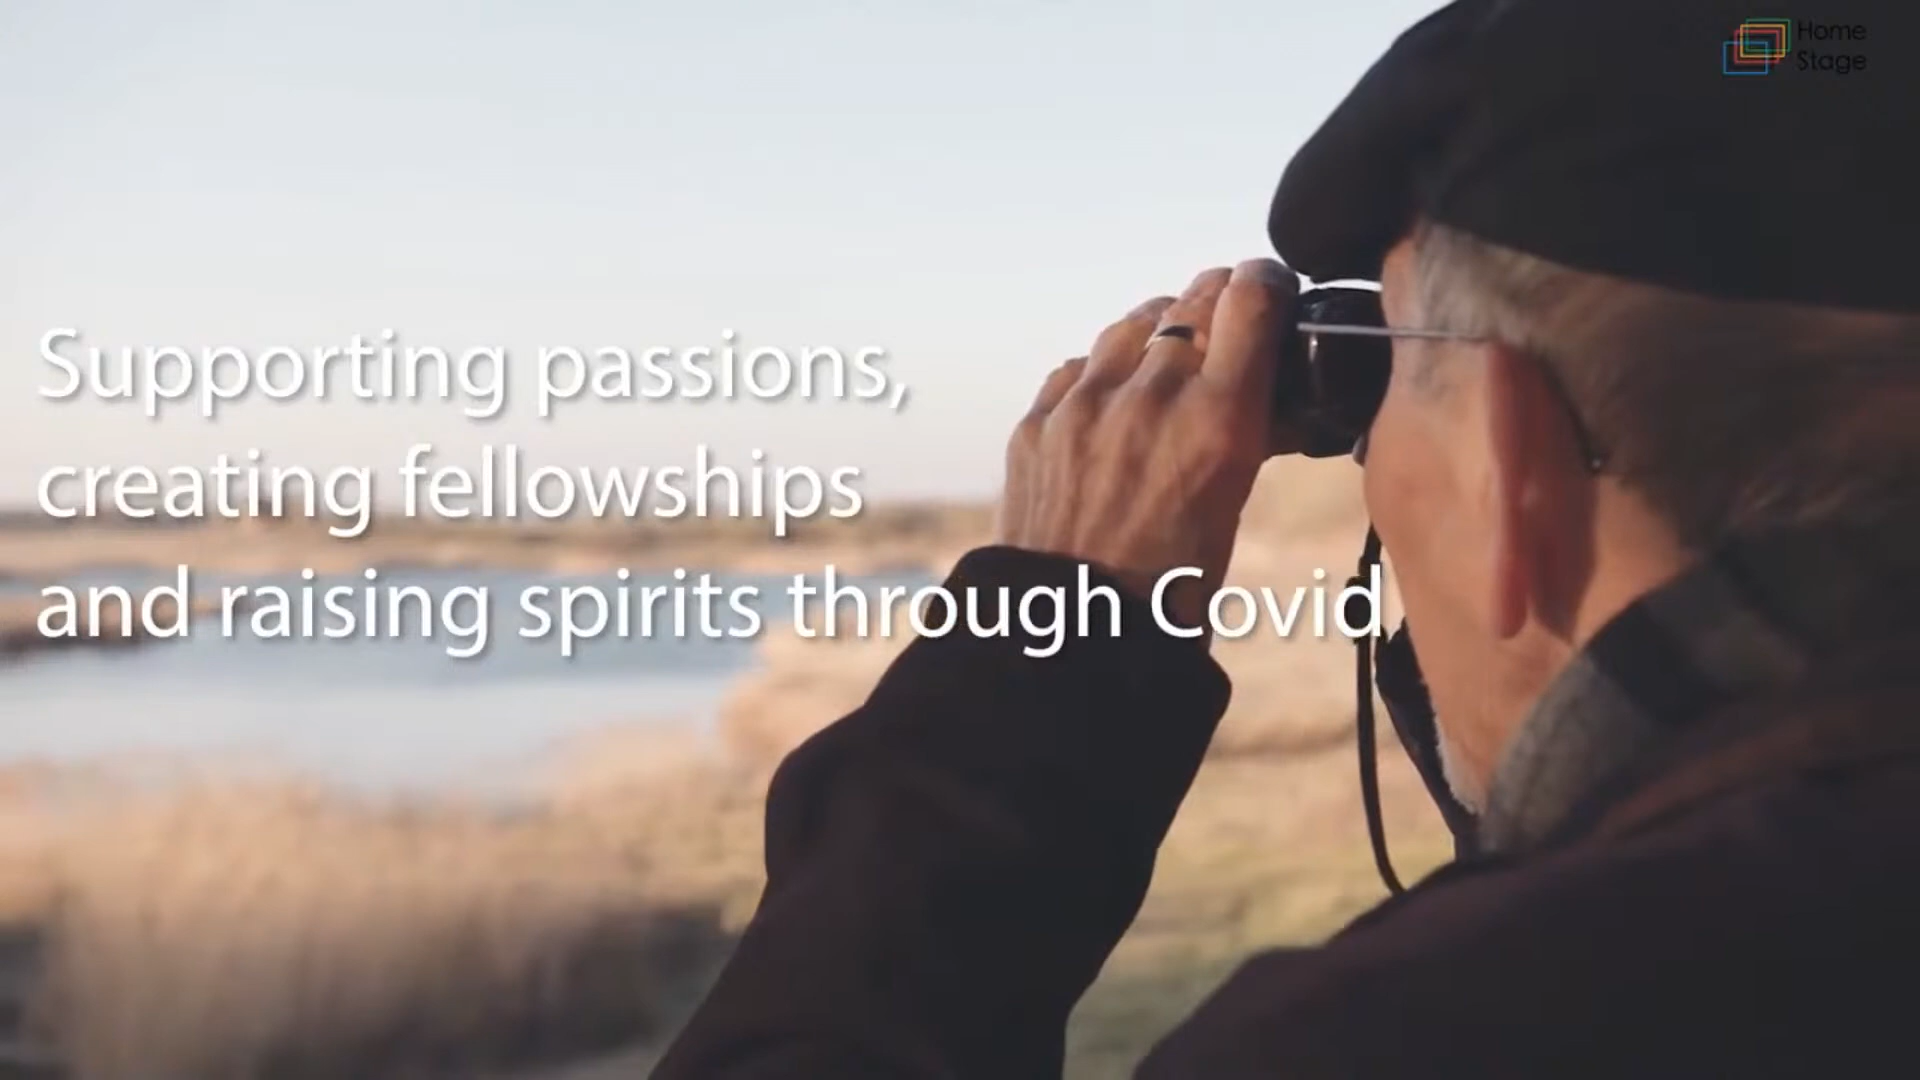 Home
Stage
Supporting passions,
creating fellowships
and raising spirits through Covid